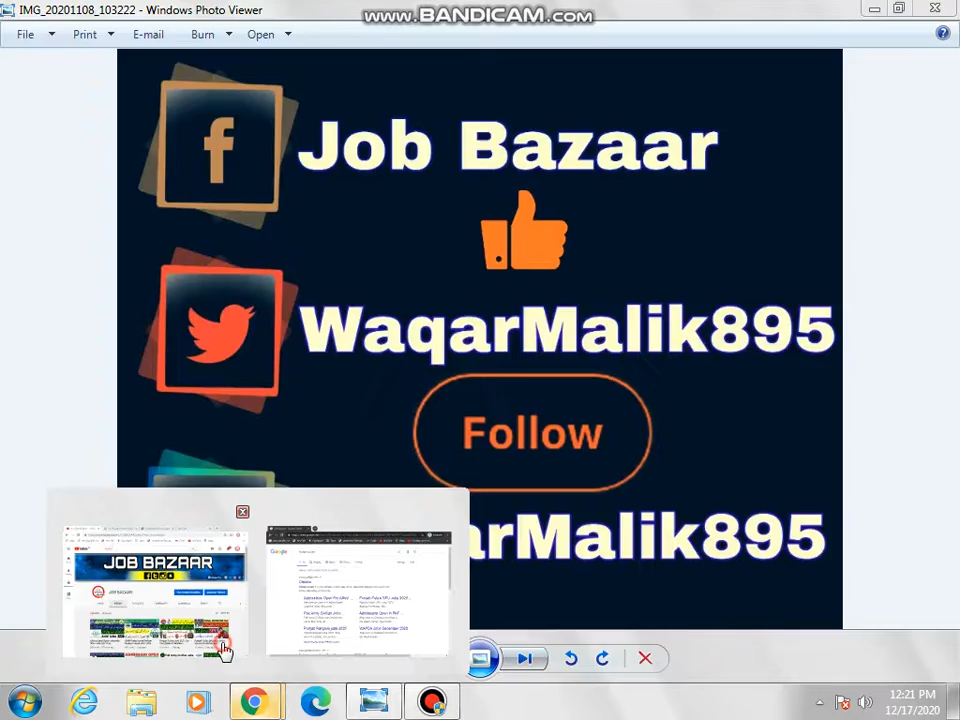 IMG_20201108_103222 - Windows Photo Viewer
www.BANDICAM.com
File
Print
E-mail
Burn
Open
f
Job Bazaar
WaqarMalik895
Follow
arMalik895
JOB BAZAAR
Google
12:21 PM
12/17/2020